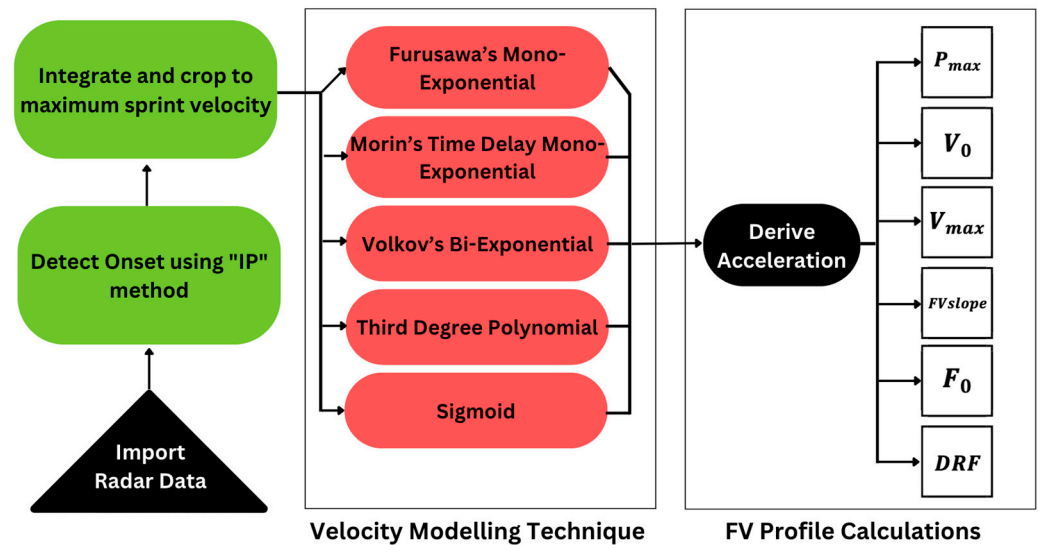 Integrate and crop to
maximum sprint velocity
Detect Onset using "IP"
method
Import
Radar Data
Furusawa’s Mono-
Exponential
Morin’s Time Delay Mono-
Exponential
Volkov’s Bi-Exponential
Third Degree Polynomial
Sigmoid
Velocity Modelling Technique
Derive
Acceleration
P_max
V_0
V_max
FVslope
F_0
DRF
FV Profile Calculations